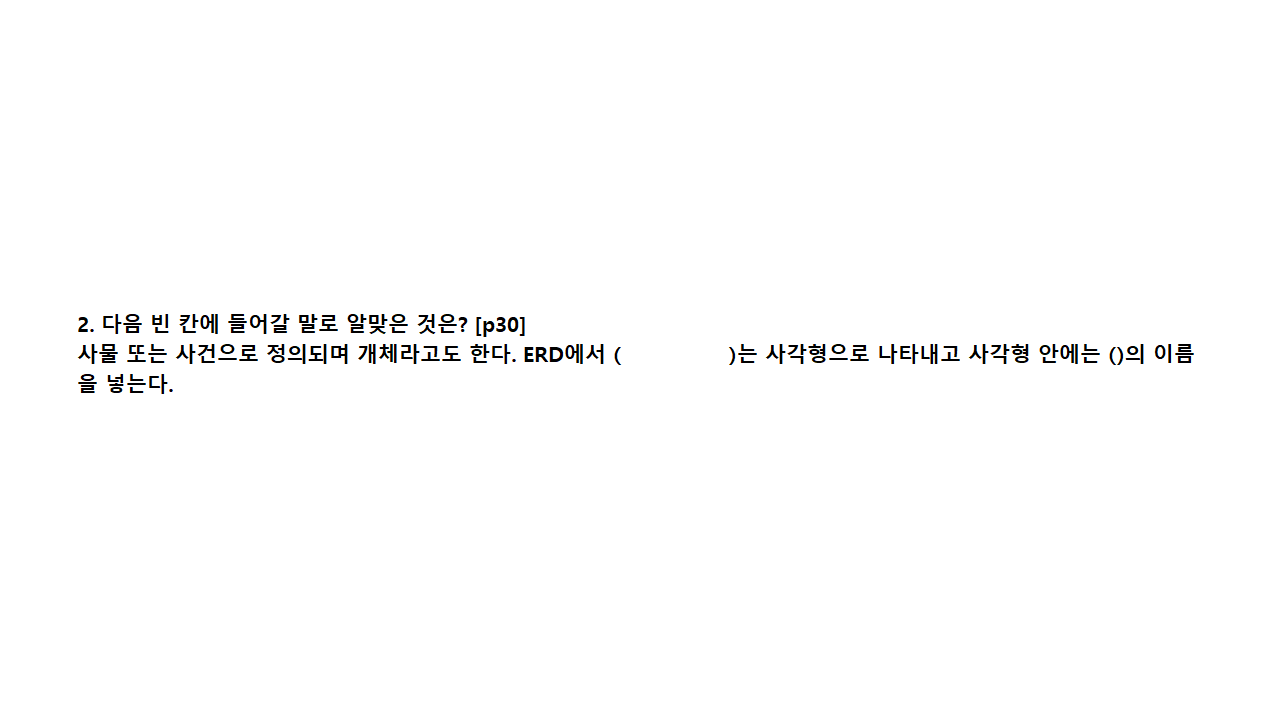 2. 다음 빈 칸에 들어갈 말로 알맞은 것은? [p30]
사물 또는 사건으로 정의되며 개체라고도 한다. ERD에서 (                )는 사각형으로 나타내고 사각형 안에는 ()의 이름
을 넣는다.